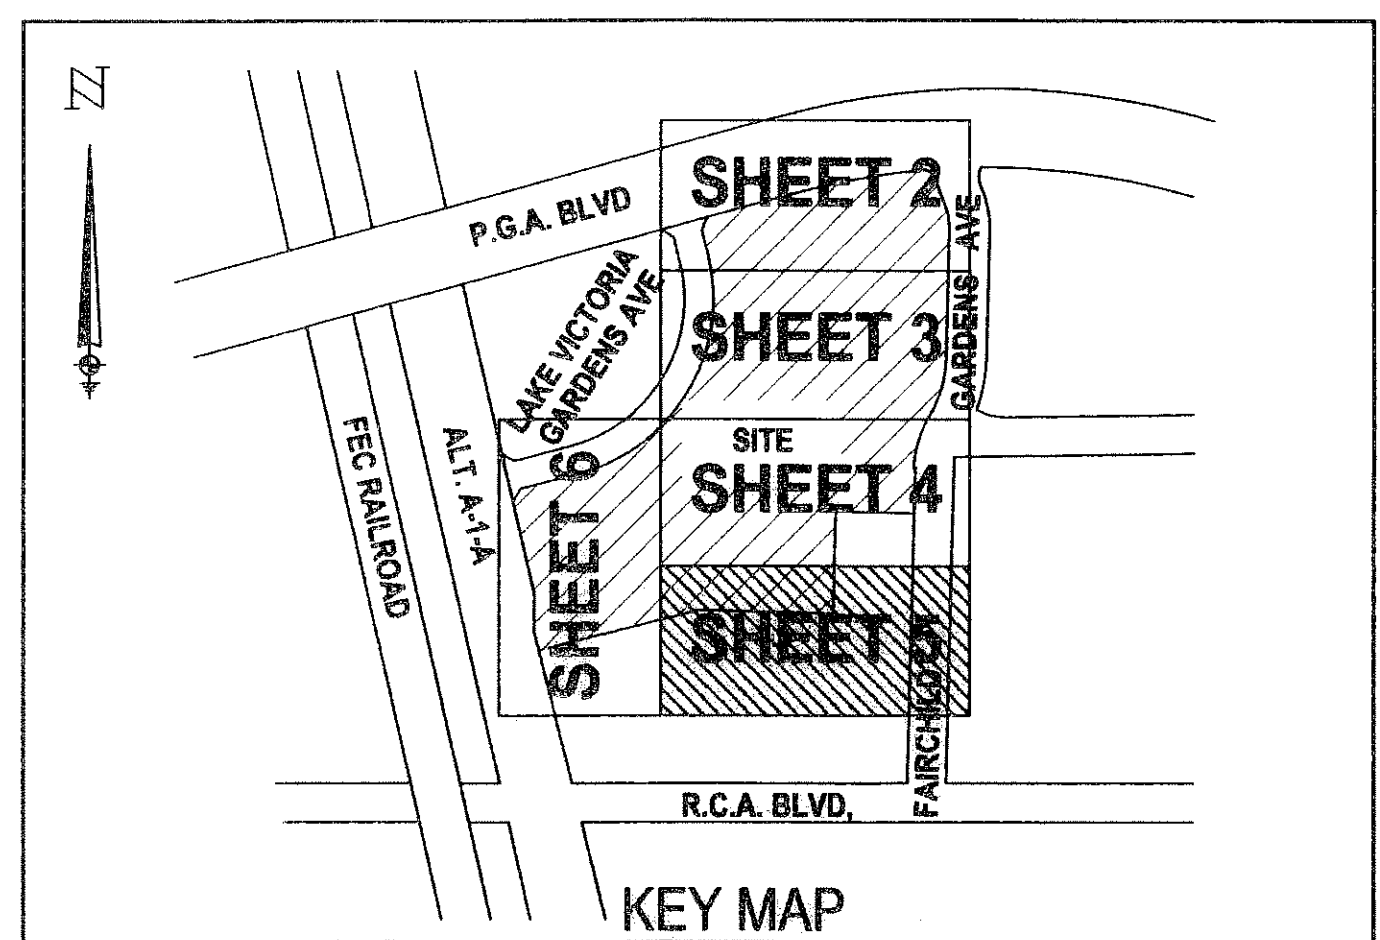 N
SHEET 2
P.G.A. BLVD
GARDENS AVE
LAKE VICTORIA
GARDENS AVE
SHEET 3
FEC RAILROAD
ALT. A-1-A
SITE
SHEET 4
SHEET 6
SHEET 5
R.C.A. BLVD,
KEY MAP